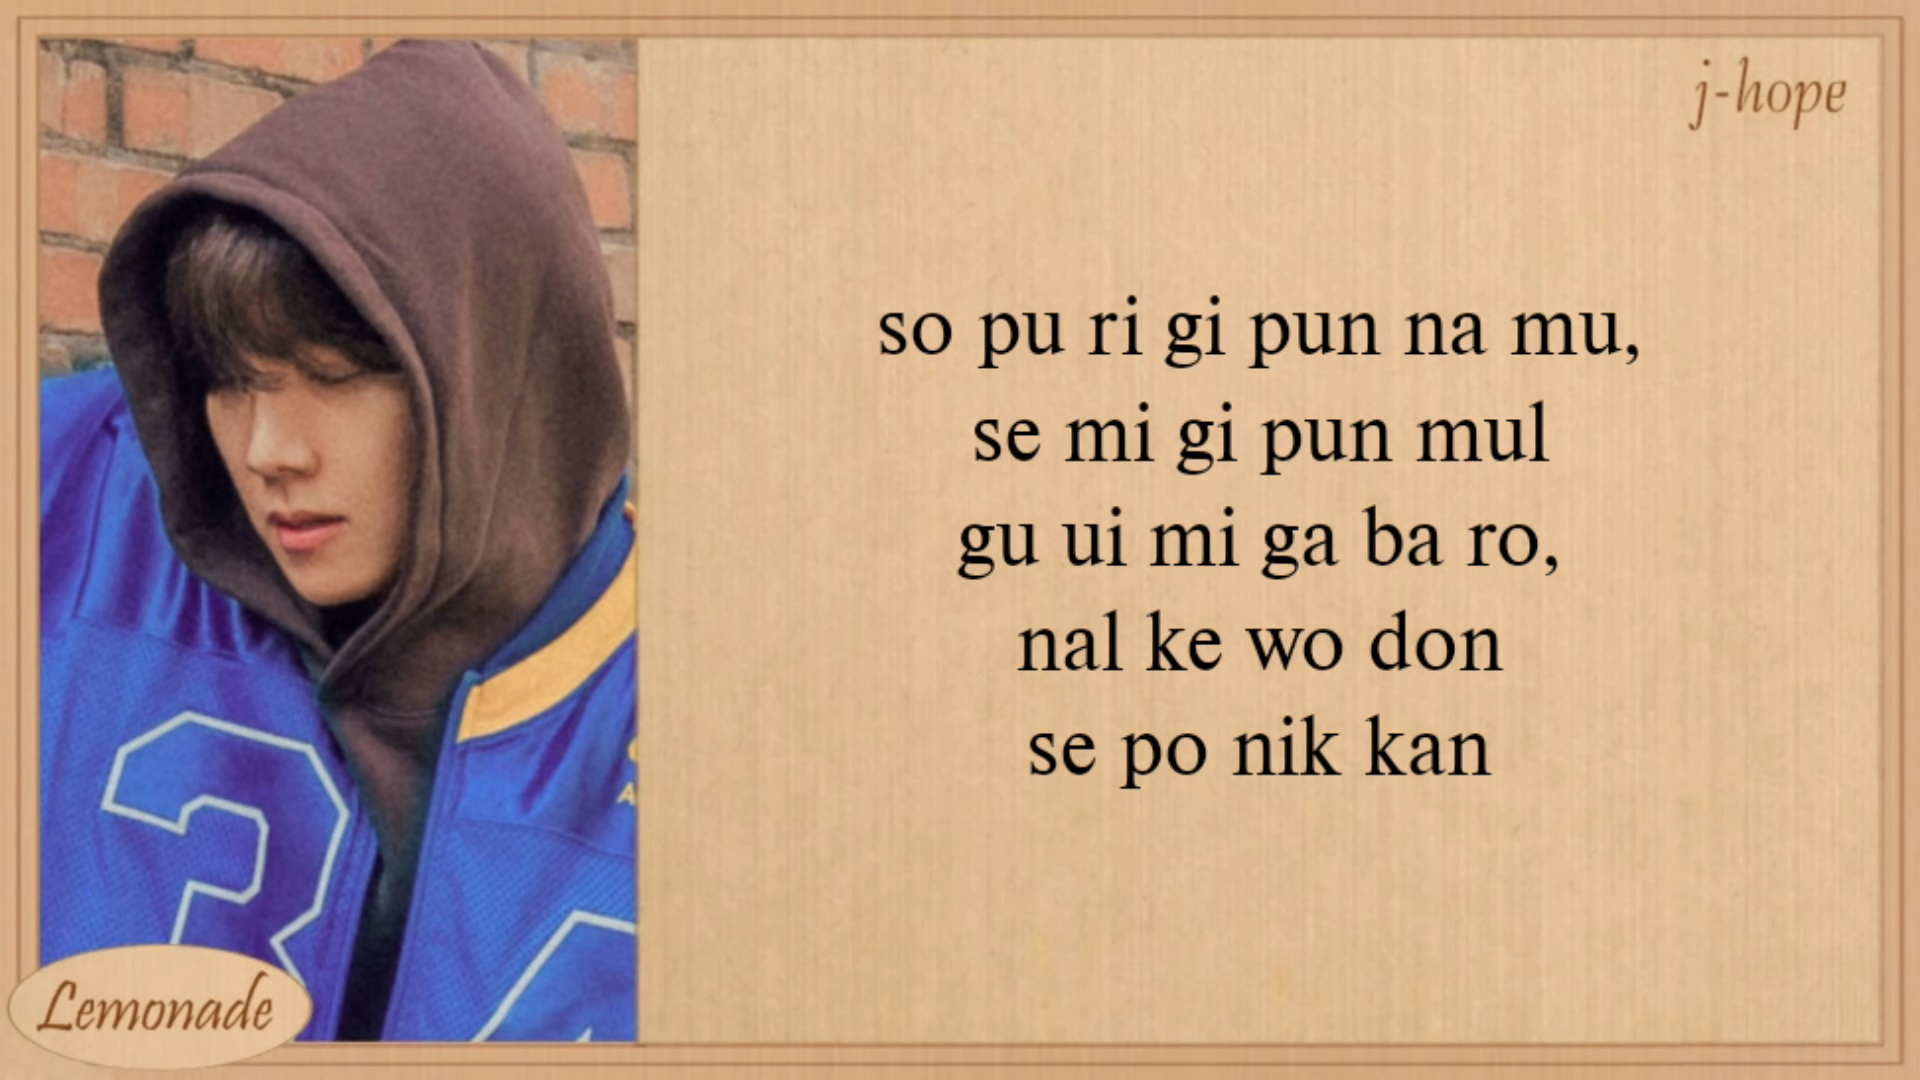 j-hope
so pu ri gi pun na mu,
se mi gi pun mul
gu ui mi ga ba ro,
nal ke wo don
se po nik kan
Lemonade